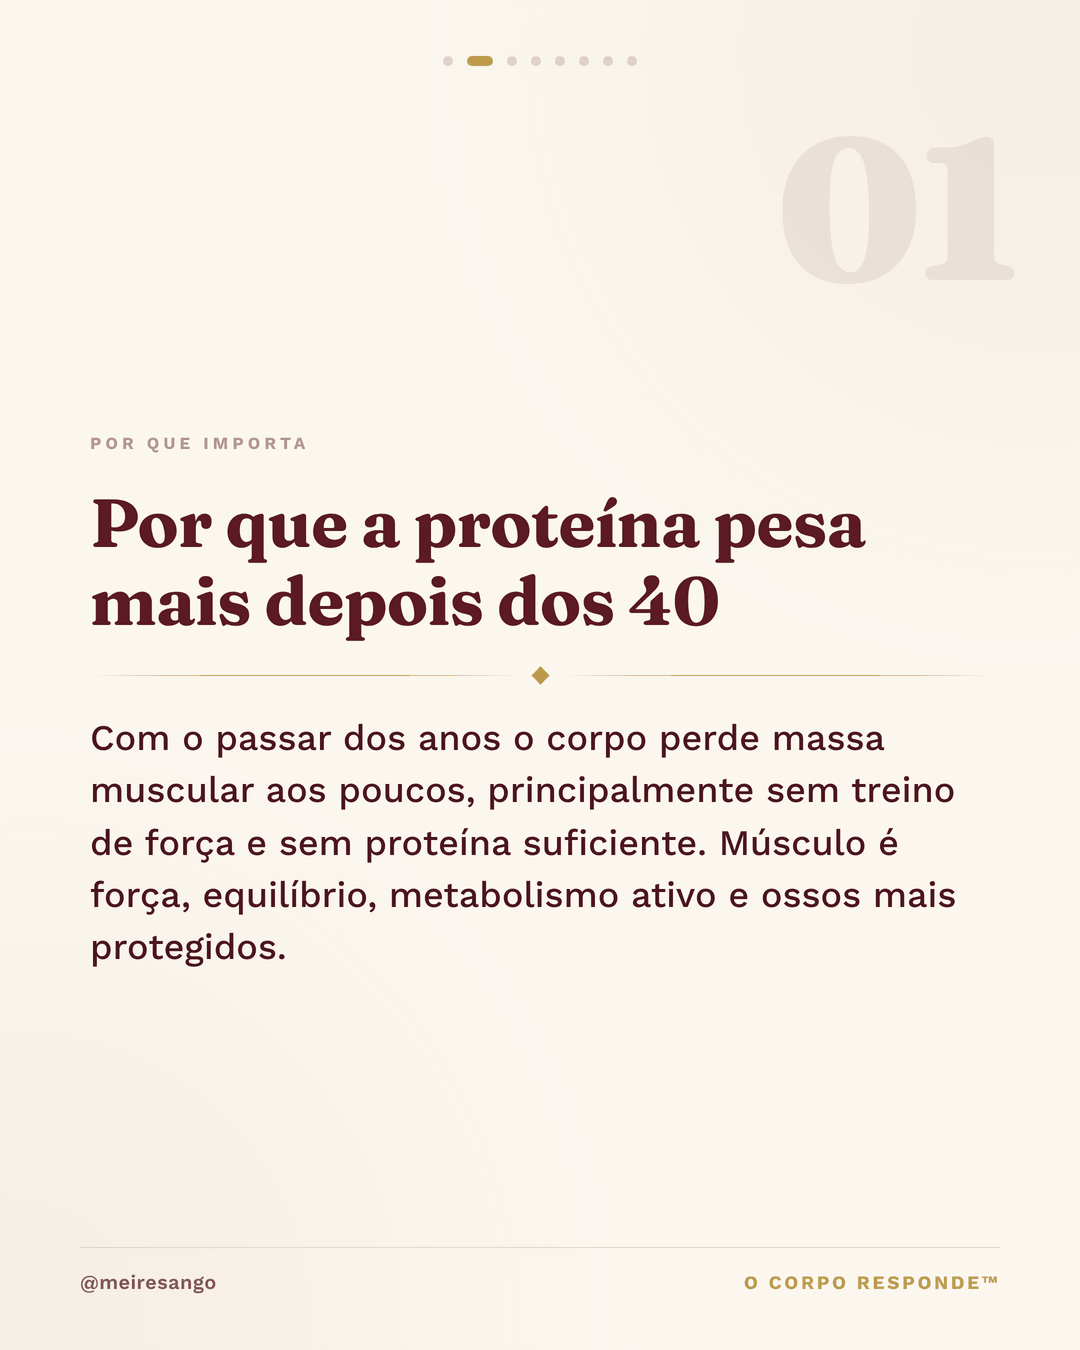 01
POR QUE IMPORTA
Por que a proteína pesa
mais depois dos 40
Com o passar dos anos o corpo perde massa
muscular aos poucos, principalmente sem treino
de força e sem proteína suficiente. Músculo é
força, equilíbrio, metabolismo ativo e ossos mais
protegidos.
@meiresango
O CORPO RESPONDE™